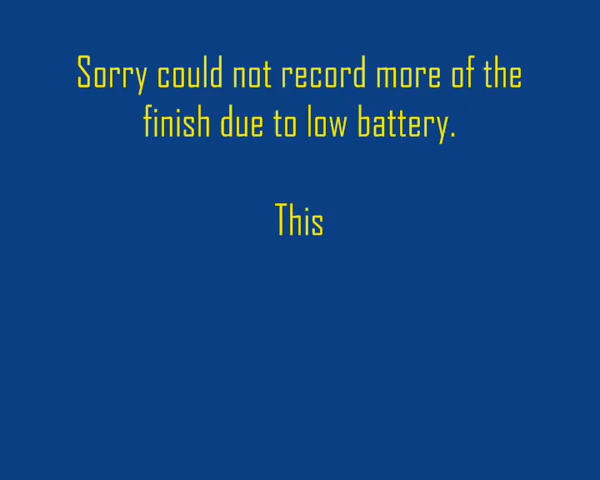 Sorry could not record more of the
finish due to low battery.
This